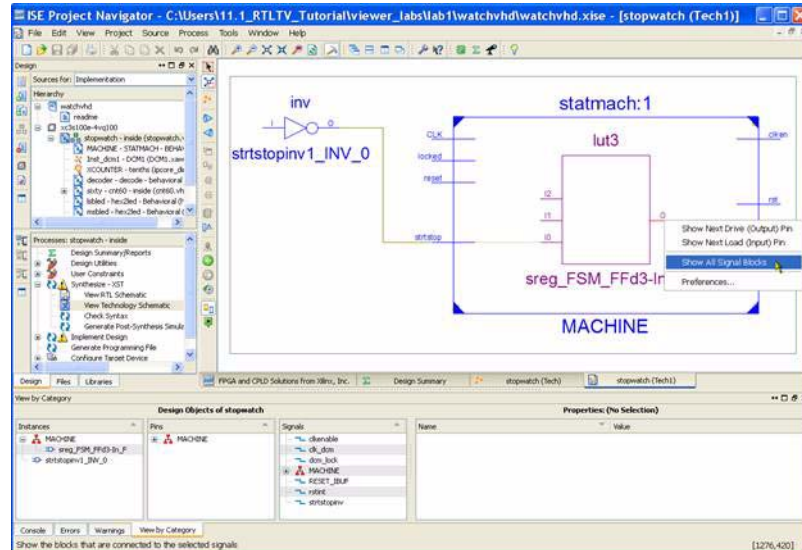 ISE Project Navigator - C:\Users\11.1_RTLTV_Tutorial\viewer_labs\lab1\watchvhd\watchvhd.xise - [stopwatch (Tech1)]
File Edit View Project Source Process Tools Window Help
Design
Sources for: Implementation
Hierarchy
watchvhd
readme
xc3s100e-4vq100
stopwatch - inside (stopwatch.v
MACHINE - STATMACH - BEHA
Inst_dcm1 - DCM1 (DCM1.xaw
XCOUNTER - tenths (ipcore_di
decoder - decode - behavioral
sixty - cnt60 - inside (cnt60.vh
lsbled - hex2led - Behavioral (h
msbled - hex2led - Behavioral (
Processes: stopwatch - inside
Design Summary/Reports
Design Utilities
User Constraints
Synthesize - XST
View RTL Schematic
View Technology Schematic
Check Syntax
Generate Post-Synthesis Simula
Implement Design
Generate Programming File
Configure Target Device
Design Files Libraries
inv
I
O
strtstopinv1_INV_0
statmach:1
CLK
locked
reset
strtstop
clken
rst
lut3
I2
I1
I0
O
sreg_FSM_FFd3-In
MACHINE
Show Next Drive (Output) Pin
Show Next Load (Input) Pin
Show All Signal Blocks
Preferences...
FPGA and CPLD Solutions from Xilinx, Inc. Design Summary stopwatch (Tech) stopwatch (Tech1)
View by Category
Design Objects of stopwatch
Properties: (No Selection)
Instances
MACHINE
sreg_FSM_FFd3-In_F
strtstopinv1_INV_0
Pins
MACHINE
Signals
clkenable
clk_dcm
dcm_lock
MACHINE
RESET_IBUF
rstint
strtstopinv
Name Value
Console Errors Warnings View by Category
Show the blocks that are connected to the selected signals
[1276,420]